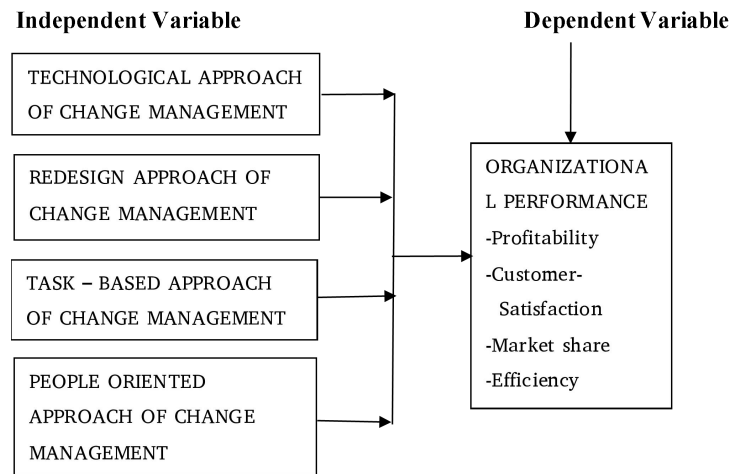 Independent Variable
Dependent Variable
TECHNOLOGICAL APPROACH
OF CHANGE MANAGEMENT
REDESIGN APPROACH OF
CHANGE MANAGEMENT
TASK – BASED APPROACH
OF CHANGE MANAGEMENT
PEOPLE ORIENTED
APPROACH OF CHANGE
MANAGEMENT
ORGANIZATIONA
L PERFORMANCE
-Profitability
-Customer-
Satisfaction
-Market share
-Efficiency